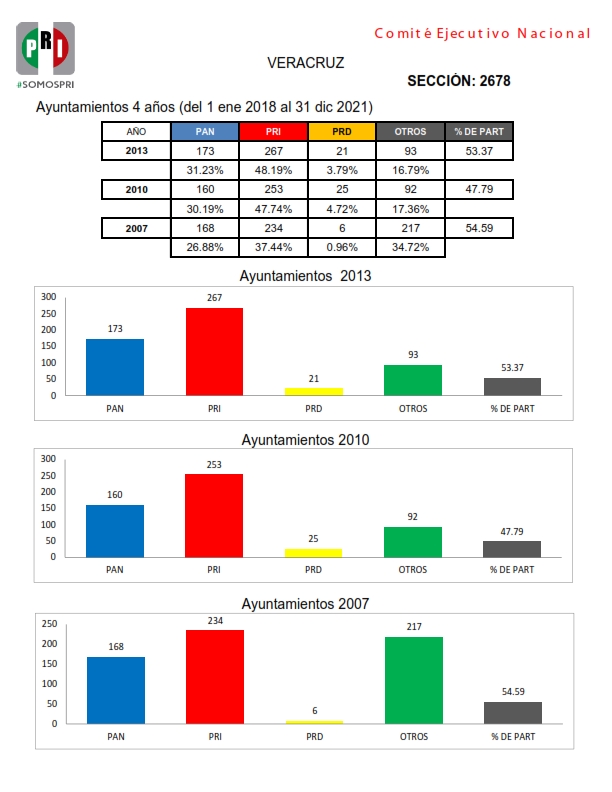 Comité Ejecutivo Nacional
PRI
#SOMOSPRI
VERACRUZ
SECCIÓN: 2678
Ayuntamientos 4 años (del 1 ene 2018 al 31 dic 2021)
AÑO PAN PRI PRD OTROS % DE PART
2013 173 267 21 93 53.37
31.23% 48.19% 3.79% 16.79%
2010 160 253 25 92 47.79
30.19% 47.74% 4.72% 17.36%
2007 168 234 6 217 54.59
26.88% 37.44% 0.96% 34.72%
Ayuntamientos 2013
300
250
200
150
100
50
0
173 267 21 93 53.37
PAN PRI PRD OTROS % DE PART
Ayuntamientos 2010
300
250
200
150
100
50
0
160 253 25 92 47.79
PAN PRI PRD OTROS % DE PART
Ayuntamientos 2007
250
200
150
100
50
0
168 234 6 217 54.59
PAN PRI PRD OTROS % DE PART